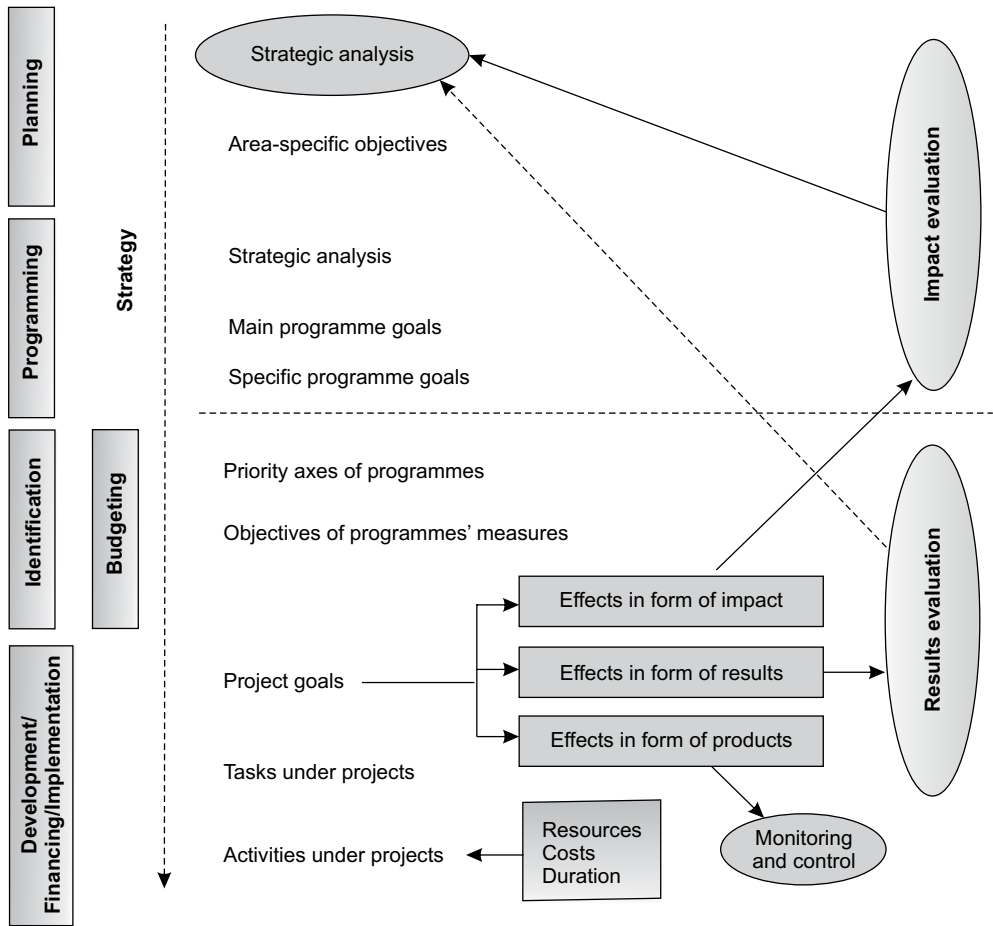 Planning
Programming
Identification
Development/
Financing/Implementation
Strategy
Budgeting
Strategic analysis
Area-specific objectives
Strategic analysis
Main programme goals
Specific programme goals
Priority axes of programmes
Objectives of programmes’ measures
Project goals
Tasks under projects
Activities under projects
Effects in form of impact
Effects in form of results
Effects in form of products
Resources
Costs
Duration
Monitoring
and control
Impact evaluation
Results evaluation